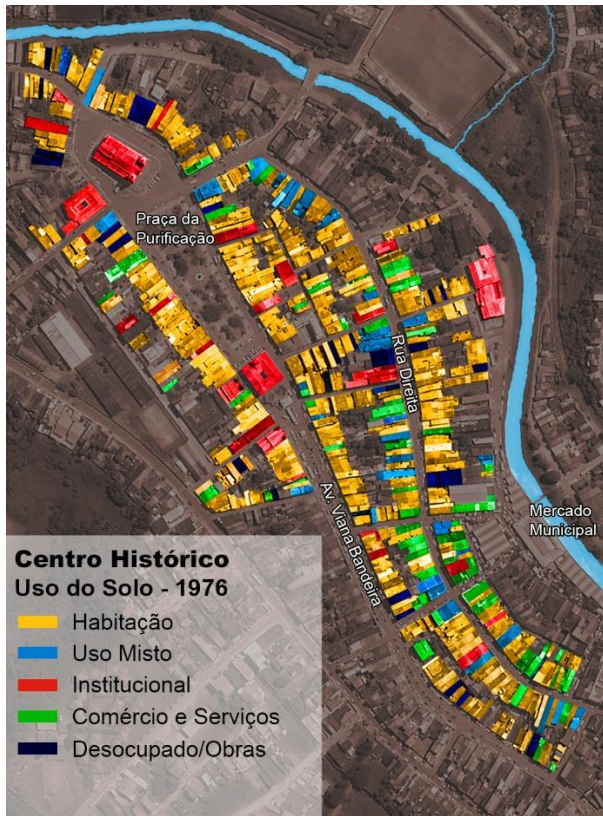 Praça da
Purificação
Rua Direita
Av. Viana Bandeira
Mercado
Municipal
Centro Histórico
Uso do Solo - 1976
Habitação
Uso Misto
Institucional
Comércio e Serviços
Desocupado/Obras